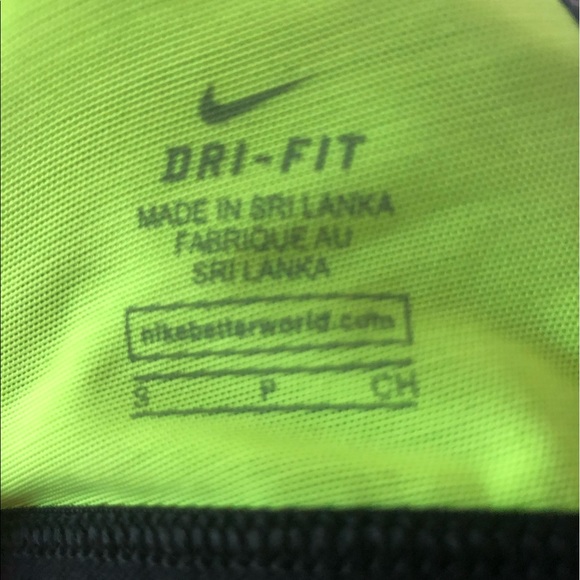 DRI-FIT
MADE IN SRI LANKA
FABRIQUE AU
SRI LANKA
nikebetterworld.com
S P CH